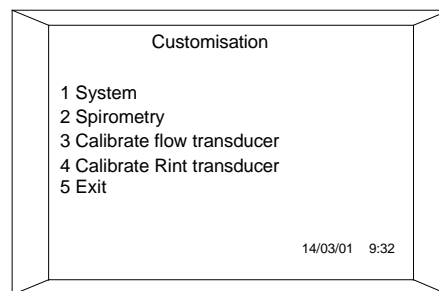 Customisation
1 System
2 Spirometry
3 Calibrate flow transducer
4 Calibrate Rint transducer
5 Exit
14/03/01 9:32